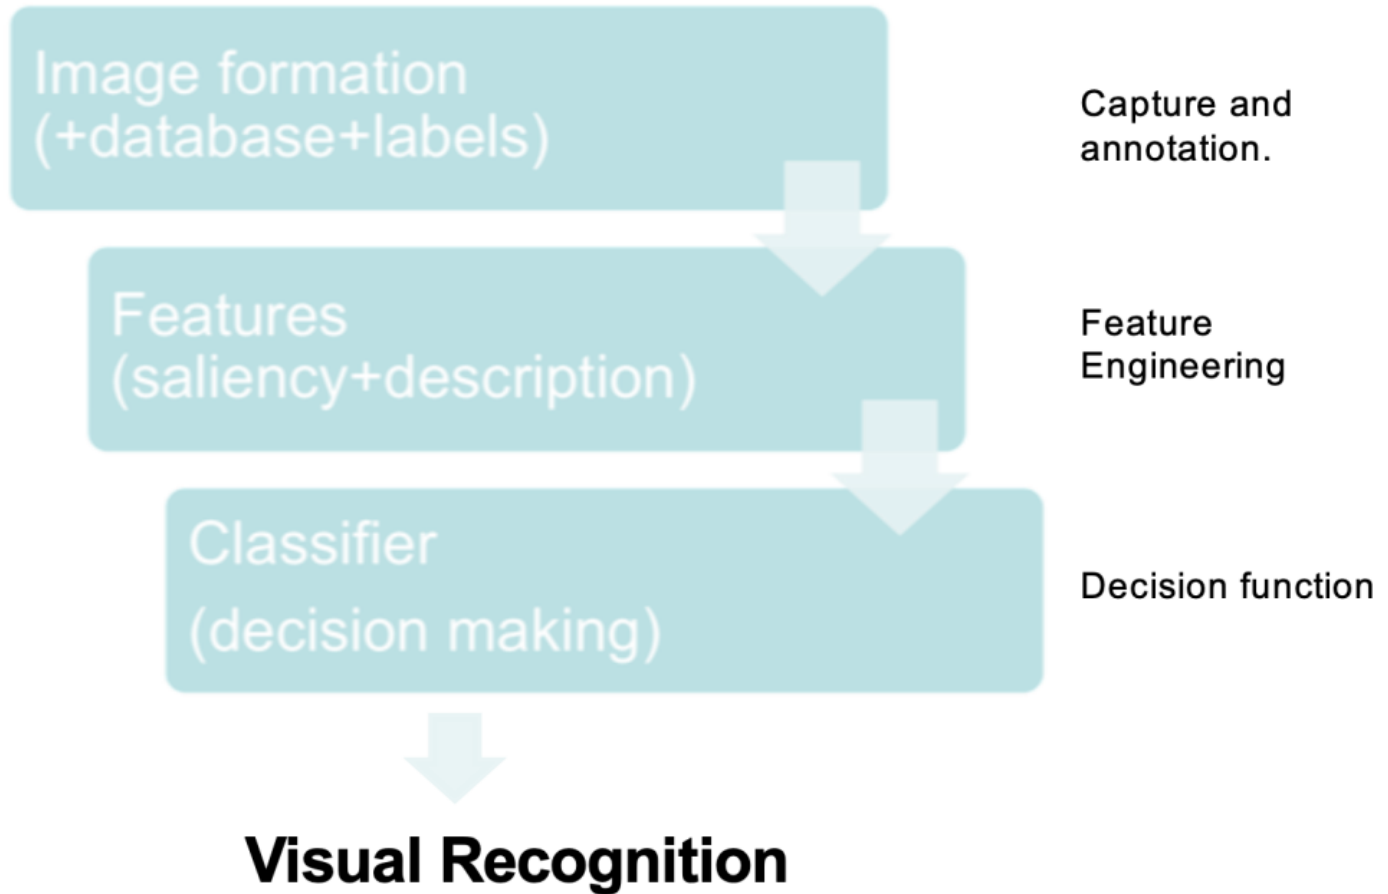 Image formation
(+database+labels)
Capture and
annotation.
Features
(saliency+description)
Feature
Engineering
Classifier
(decision making)
Decision function
Visual Recognition